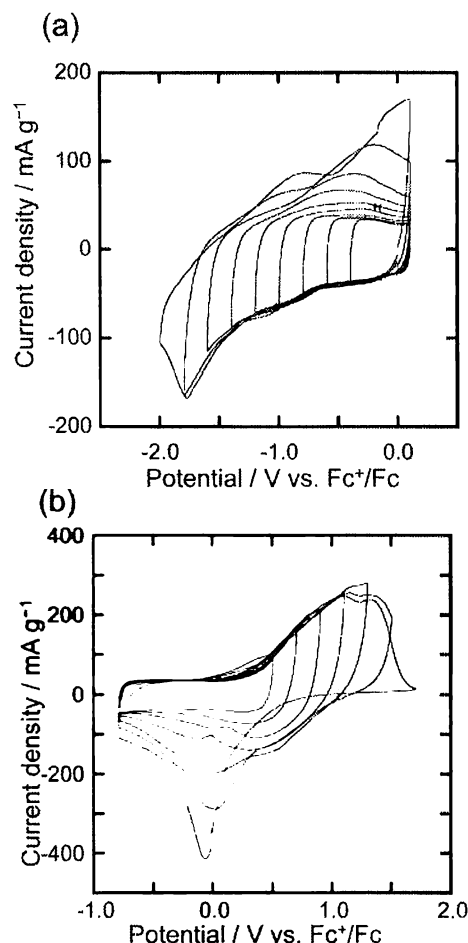 (a)
200
100
0
-100
-200
Current density / mA g⁻¹
-2.0 -1.0 0.0
Potential / V vs. Fc⁺/Fc
(b)
400
200
0
-200
-400
Current density / mA g⁻¹
-1.0 0.0 1.0 2.0
Potential / V vs. Fc⁺/Fc